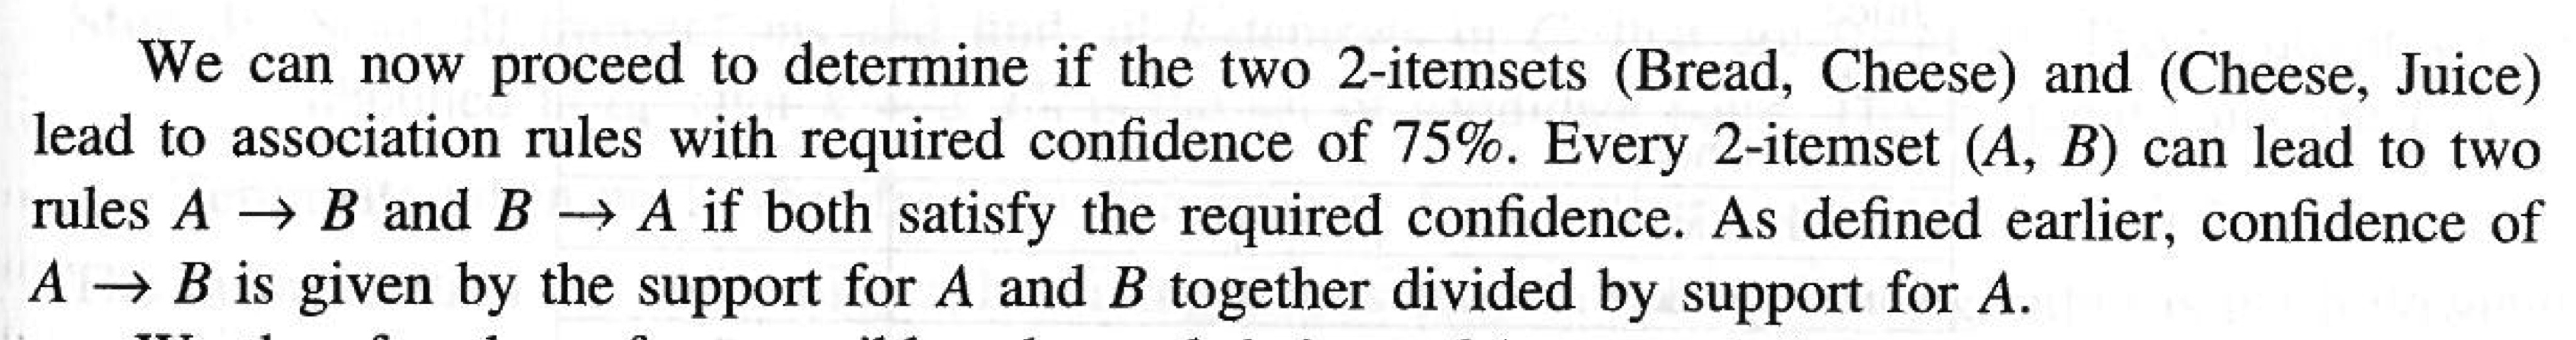 We can now proceed to determine if the two 2-itemsets (Bread, Cheese) and (Cheese, Juice)
lead to association rules with required confidence of 75%. Every 2-itemset (A, B) can lead to two
rules A → B and B → A if both satisfy the required confidence. As defined earlier, confidence of
A → B is given by the support for A and B together divided by support for A.